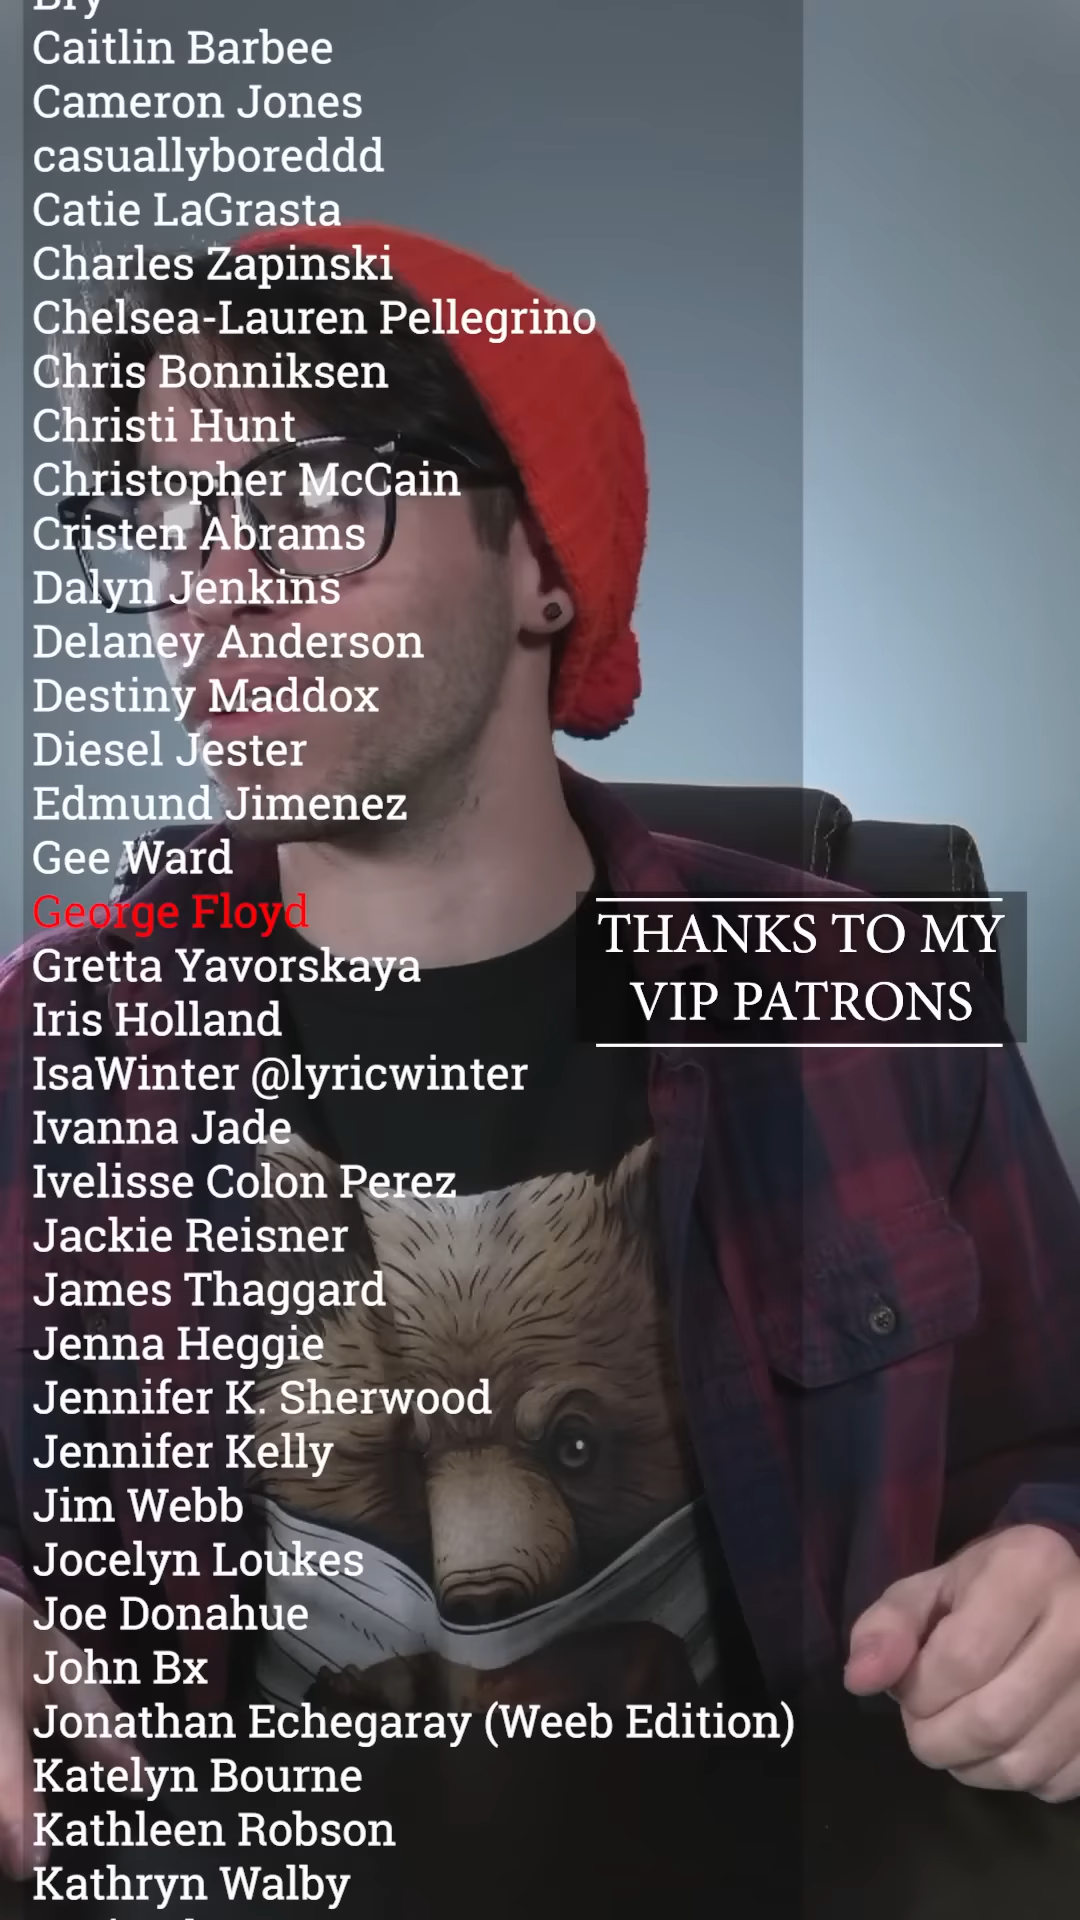 Bry
Caitlin Barbee
Cameron Jones
casuallyboreddd
Catie LaGrasta
Charles Zapinski
Chelsea-Lauren Pellegrino
Chris Bonniksen
Christi Hunt
Christopher McCain
Cristen Abrams
Dalyn Jenkins
Delaney Anderson
Destiny Maddox
Diesel Jester
Edmund Jimenez
Gee Ward
George Floyd
Gretta Yavorskaya
Iris Holland
IsaWinter @lyricwinter
Ivanna Jade
Ivelisse Colon Perez
Jackie Reisner
James Thaggard
Jenna Heggie
Jennifer K. Sherwood
Jennifer Kelly
Jim Webb
Jocelyn Loukes
Joe Donahue
John Bx
Jonathan Echegaray (Weeb Edition)
Katelyn Bourne
Kathleen Robson
Kathryn Walby
THANKS TO MY
VIP PATRONS